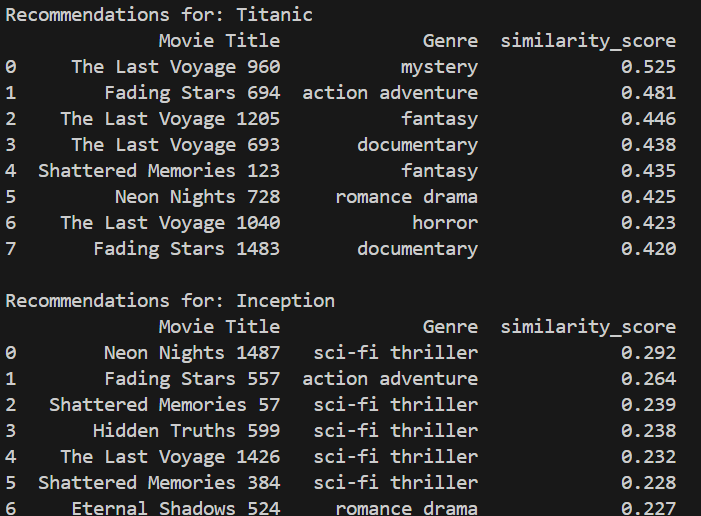 Recommendations for: Titanic
Movie Title Genre similarity_score
0 The Last Voyage 960 mystery 0.525
1 Fading Stars 694 action adventure 0.481
2 The Last Voyage 1205 fantasy 0.446
3 The Last Voyage 693 documentary 0.438
4 Shattered Memories 123 fantasy 0.435
5 Neon Nights 728 romance drama 0.425
6 The Last Voyage 1040 horror 0.423
7 Fading Stars 1483 documentary 0.420
Recommendations for: Inception
Movie Title Genre similarity_score
0 Neon Nights 1487 sci-fi thriller 0.292
1 Fading Stars 557 action adventure 0.264
2 Shattered Memories 57 sci-fi thriller 0.239
3 Hidden Truths 599 sci-fi thriller 0.238
4 The Last Voyage 1426 sci-fi thriller 0.232
5 Shattered Memories 384 sci-fi thriller 0.228
6 Eternal Shadows 524 romance drama 0.227